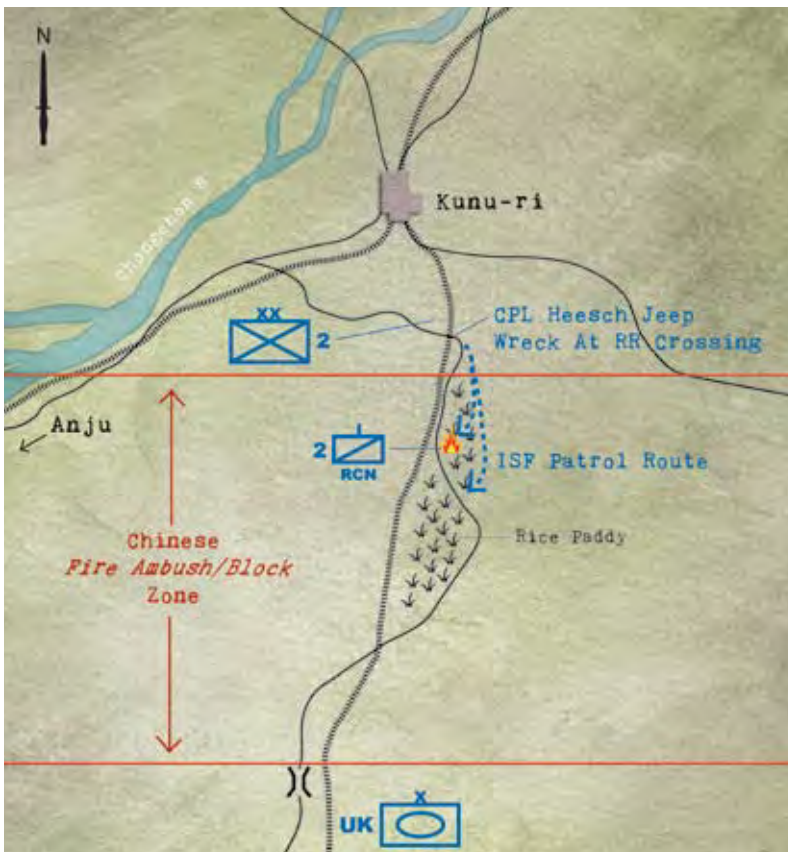 N
Chongchon R
Kunu-ri
XX
2
CPL Heesch Jeep
Wreck At RR Crossing
Anju
I
2
RCN
ISF Patrol Route
Rice Paddy
Chinese
Fire Ambush/Block
Zone
X
UK